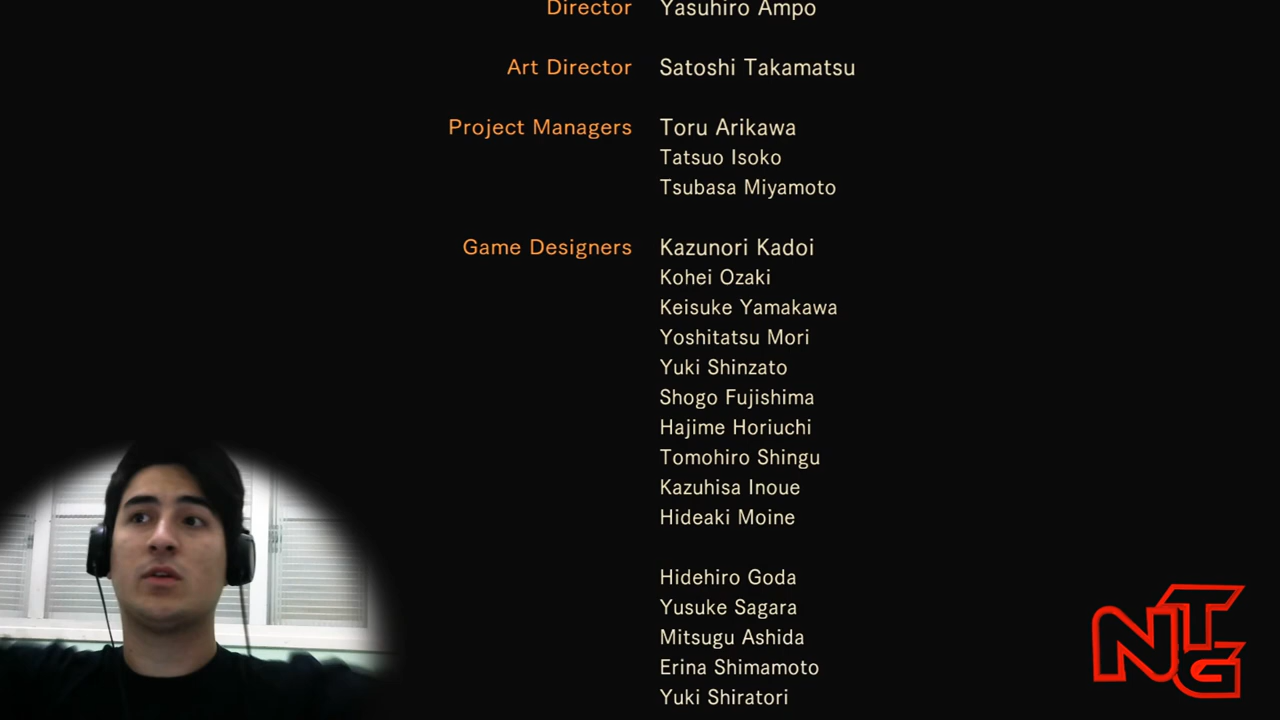 Director Yasuhiro Ampo
Art Director Satoshi Takamatsu
Project Managers Toru Arikawa
Tatsuo Isoko
Tsubasa Miyamoto
Game Designers Kazunori Kadoi
Kohei Ozaki
Keisuke Yamakawa
Yoshitatsu Mori
Yuki Shinzato
Shogo Fujishima
Hajime Horiuchi
Tomohiro Shingu
Kazuhisa Inoue
Hideaki Moine
Hidehiro Goda
Yusuke Sagara
Mitsugu Ashida
Erina Shimamoto
Yuki Shiratori
NTG